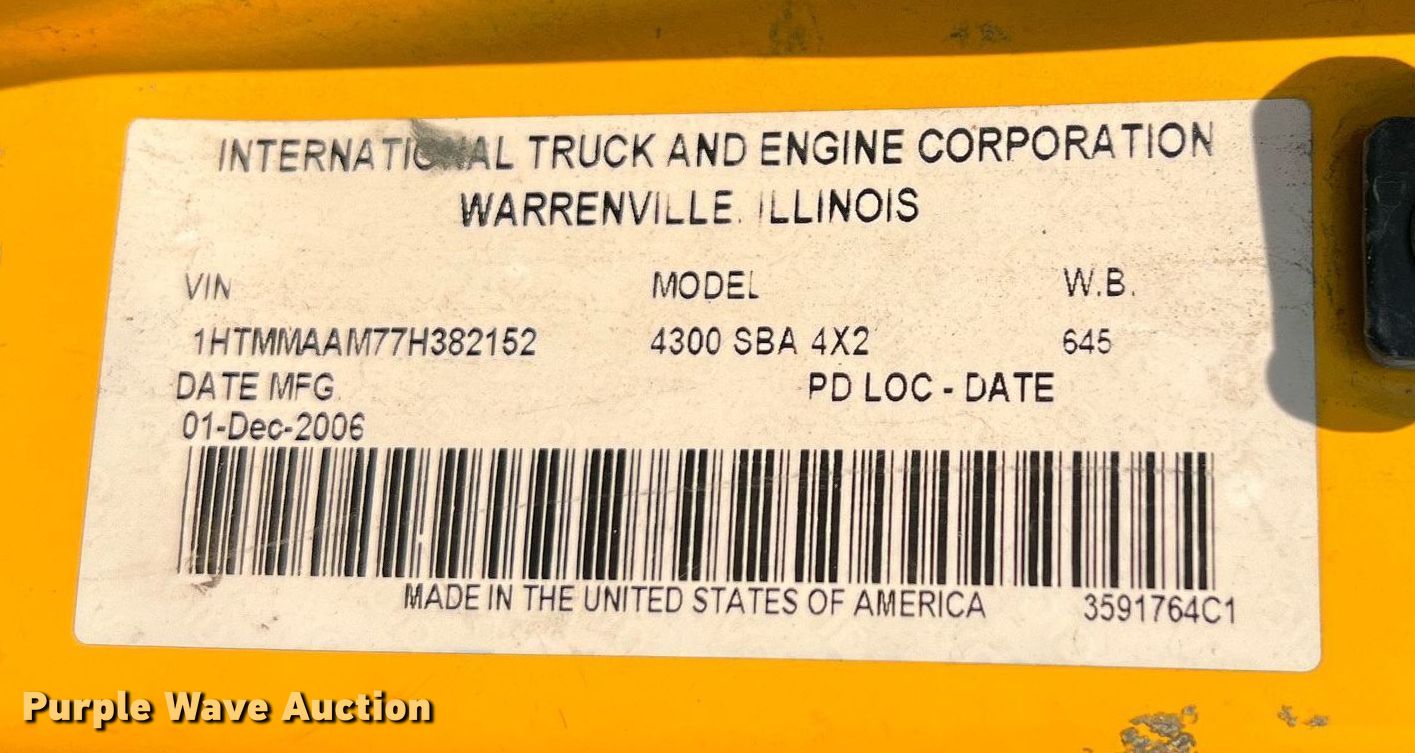 INTERNATIONAL TRUCK AND ENGINE CORPORATION
WARRENVILLE, ILLINOIS
VIN MODEL W.B.
1HTMMAAM77H382152 4300 SBA 4X2 645
DATE MFG. PD LOC - DATE
01-Dec-2006
MADE IN THE UNITED STATES OF AMERICA 3591764C1
Purple Wave Auction